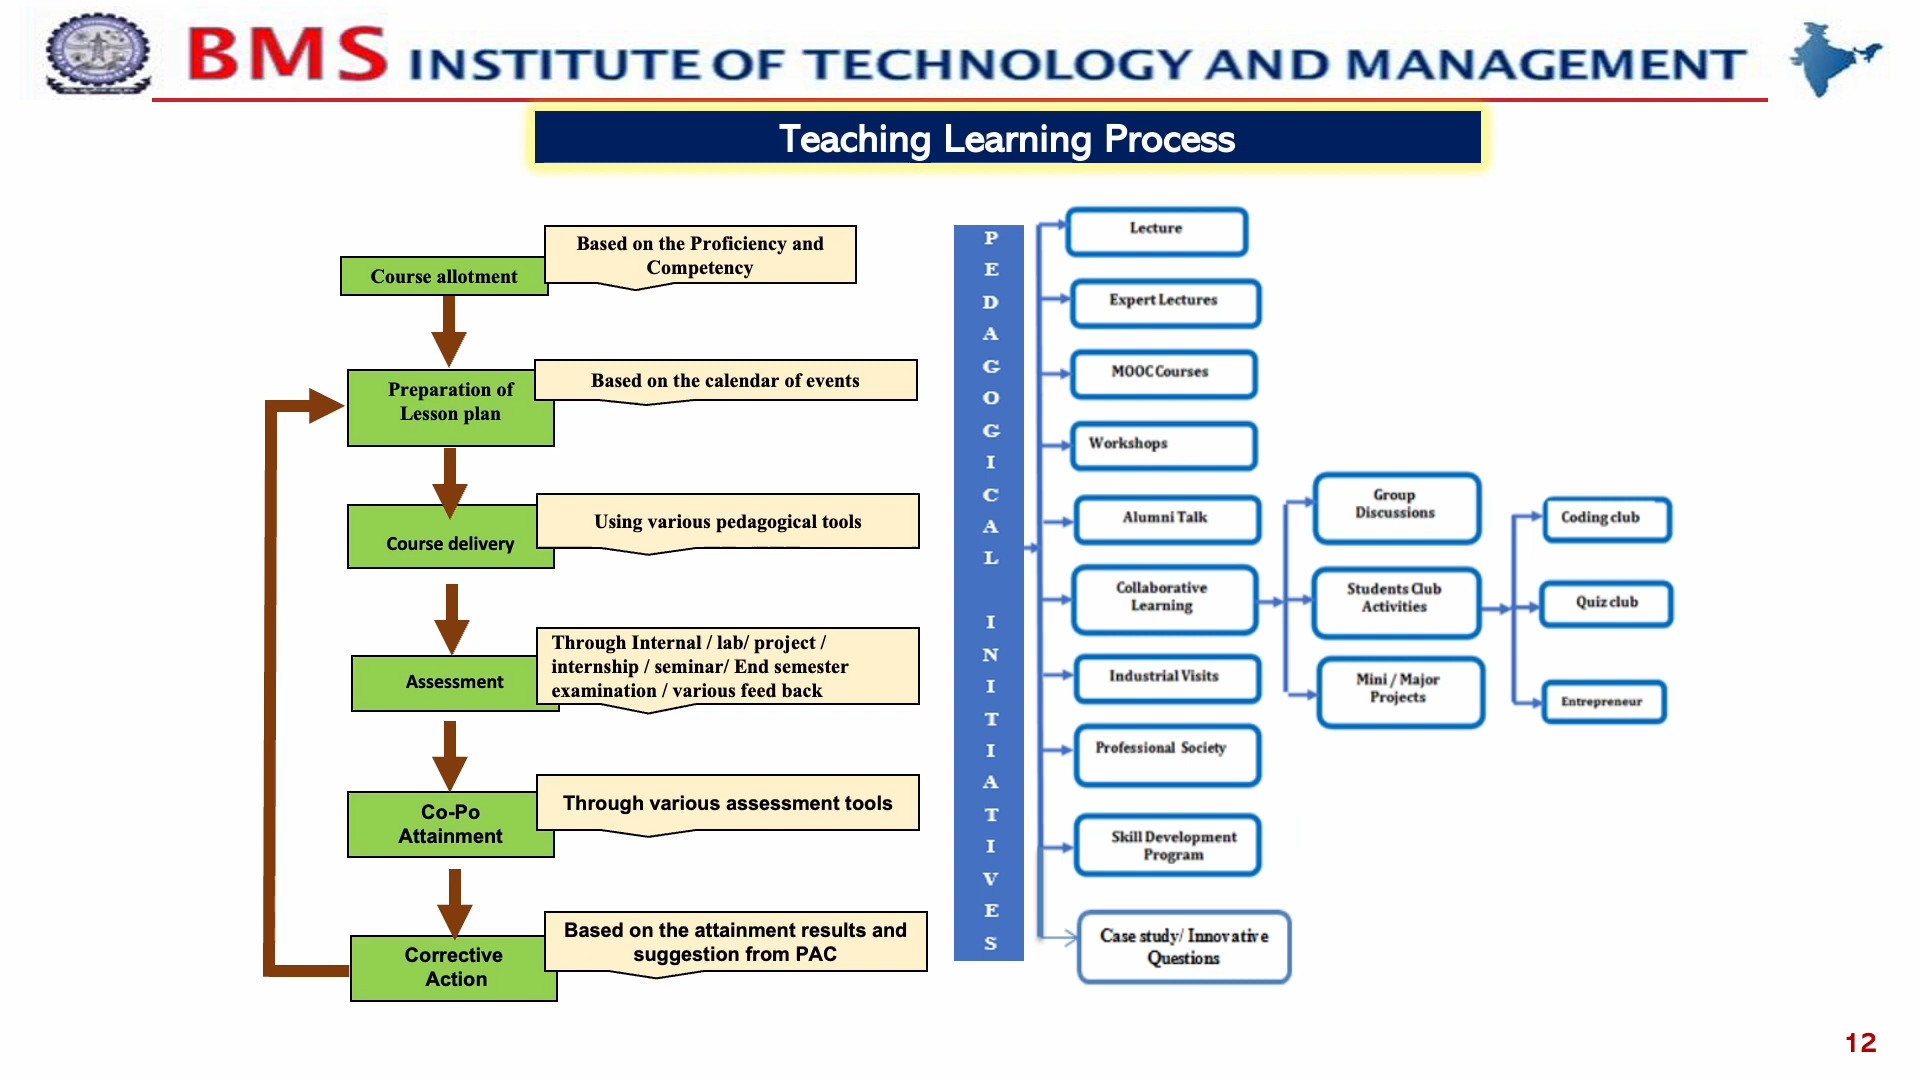 BMS INSTITUTE OF TECHNOLOGY AND MANAGEMENT
Teaching Learning Process
Course allotment
Based on the Proficiency and
Competency
Preparation of
Lesson plan
Based on the calendar of events
Course delivery
Using various pedagogical tools
Assessment
Through Internal / lab/ project /
internship / seminar/ End semester
examination / various feed back
Co-Po
Attainment
Through various assessment tools
Corrective
Action
Based on the attainment results and
suggestion from PAC
PEDAGOGICAL INITIATIVES
Lecture
Expert Lectures
MOOC Courses
Workshops
Alumni Talk
Collaborative
Learning
Industrial Visits
Professional Society
Skill Development
Program
Case study/ Innovative
Questions
Group
Discussions
Students Club
Activities
Mini / Major
Projects
Coding club
Quiz club
Entrepreneur
12